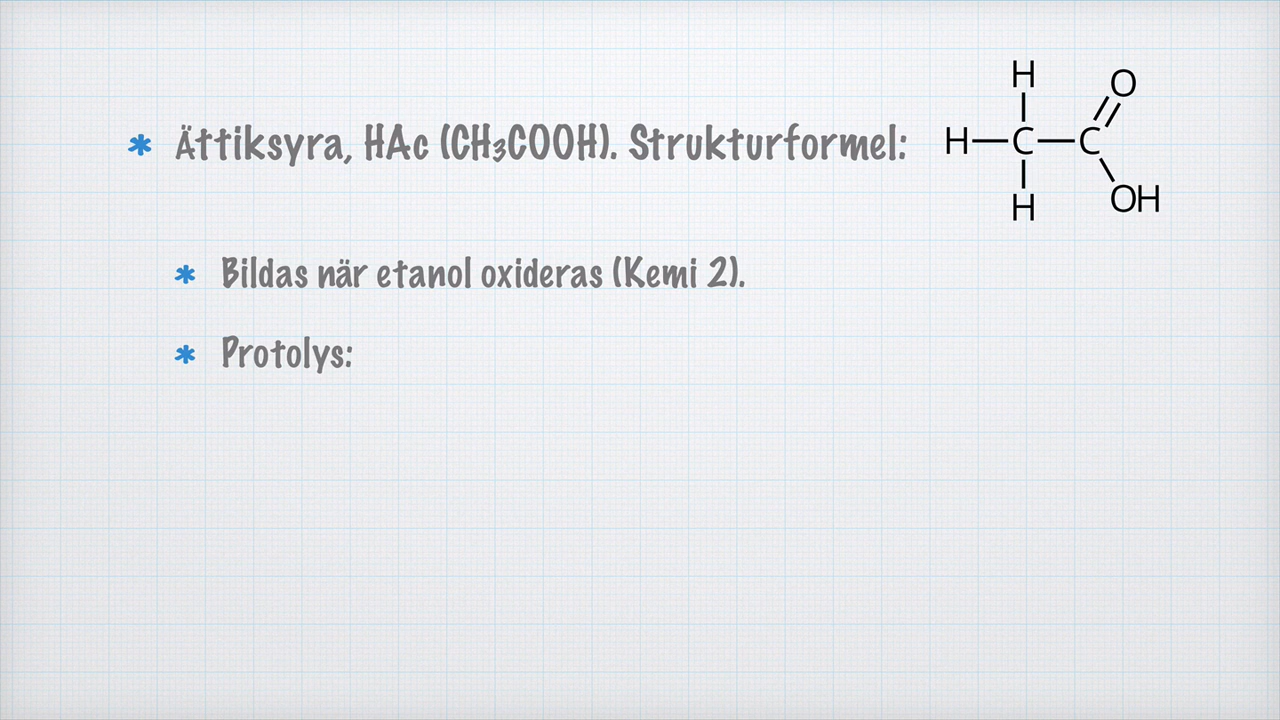 Ättiksyra, HAc (CH₃COOH). Strukturformel:
H O
H C C
H OH
Bildas när etanol oxideras (Kemi 2).
Protolys: